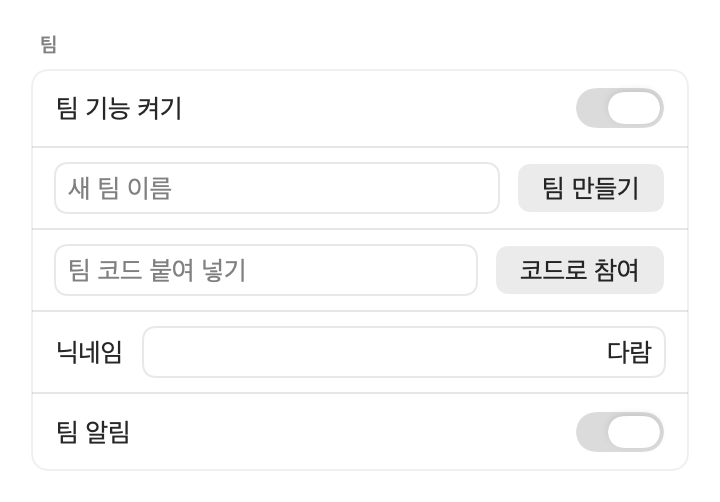 팀
팀 기능 켜기
새 팀 이름 팀 만들기
팀 코드 붙여 넣기 코드로 참여
닉네임 다람
팀 알림